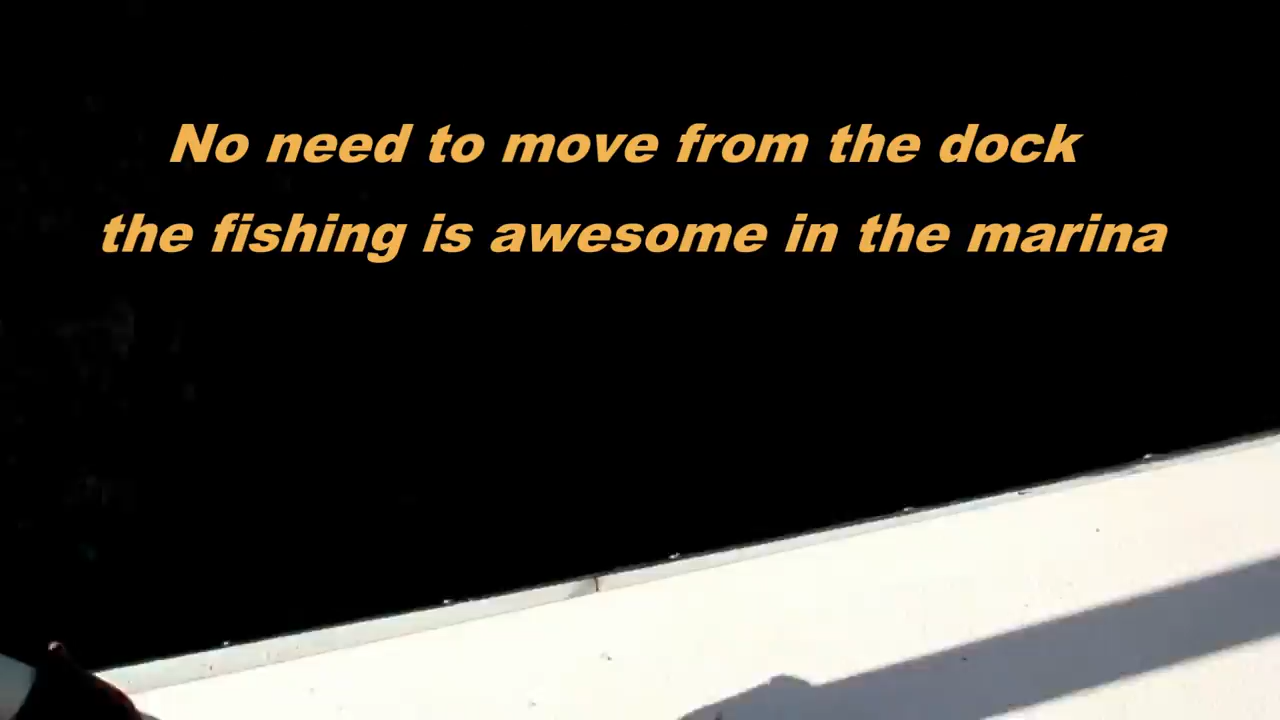 No need to move from the dock
the fishing is awesome in the marina